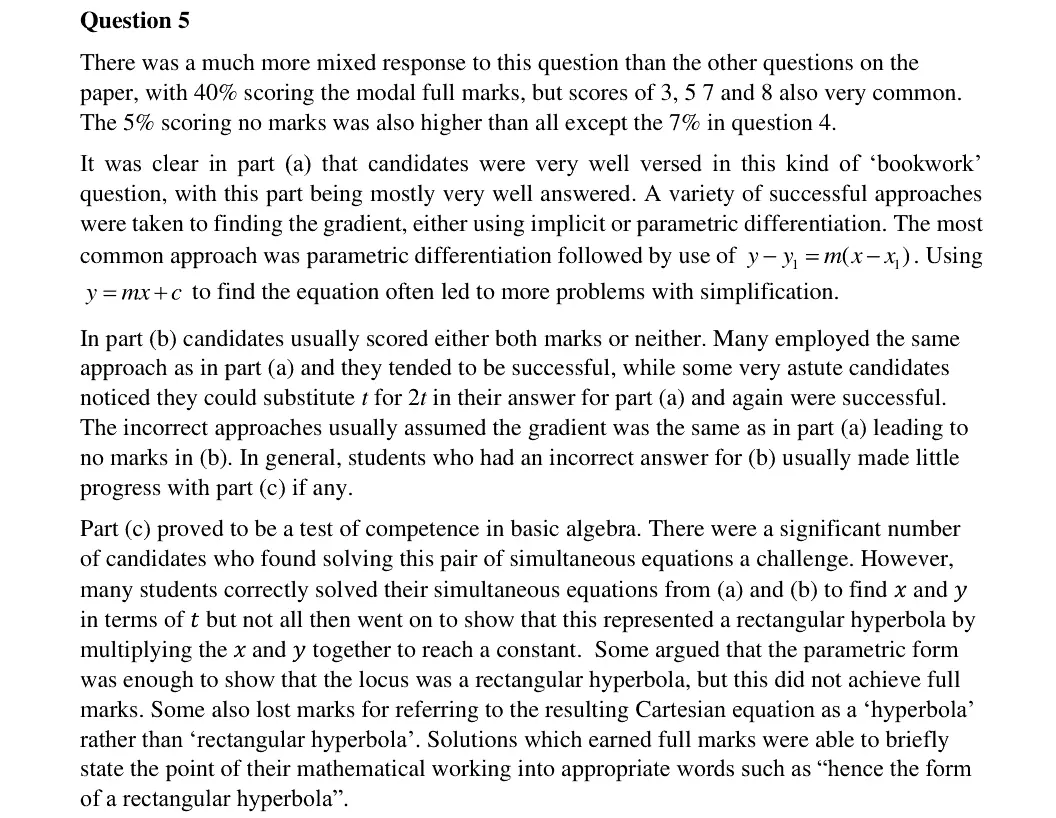 Question 5
There was a much more mixed response to this question than the other questions on the
paper, with 40% scoring the modal full marks, but scores of 3, 5 7 and 8 also very common.
The 5% scoring no marks was also higher than all except the 7% in question 4.
It was clear in part (a) that candidates were very well versed in this kind of ‘bookwork’
question, with this part being mostly very well answered. A variety of successful approaches
were taken to finding the gradient, either using implicit or parametric differentiation. The most
common approach was parametric differentiation followed by use of y − y₁ = m(x − x₁). Using
y = mx + c to find the equation often led to more problems with simplification.
In part (b) candidates usually scored either both marks or neither. Many employed the same
approach as in part (a) and they tended to be successful, while some very astute candidates
noticed they could substitute t for 2t in their answer for part (a) and again were successful.
The incorrect approaches usually assumed the gradient was the same as in part (a) leading to
no marks in (b). In general, students who had an incorrect answer for (b) usually made little
progress with part (c) if any.
Part (c) proved to be a test of competence in basic algebra. There were a significant number
of candidates who found solving this pair of simultaneous equations a challenge. However,
many students correctly solved their simultaneous equations from (a) and (b) to find x and y
in terms of t but not all then went on to show that this represented a rectangular hyperbola by
multiplying the x and y together to reach a constant.  Some argued that the parametric form
was enough to show that the locus was a rectangular hyperbola, but this did not achieve full
marks. Some also lost marks for referring to the resulting Cartesian equation as a ‘hyperbola’
rather than ‘rectangular hyperbola’. Solutions which earned full marks were able to briefly
state the point of their mathematical working into appropriate words such as “hence the form
of a rectangular hyperbola”.